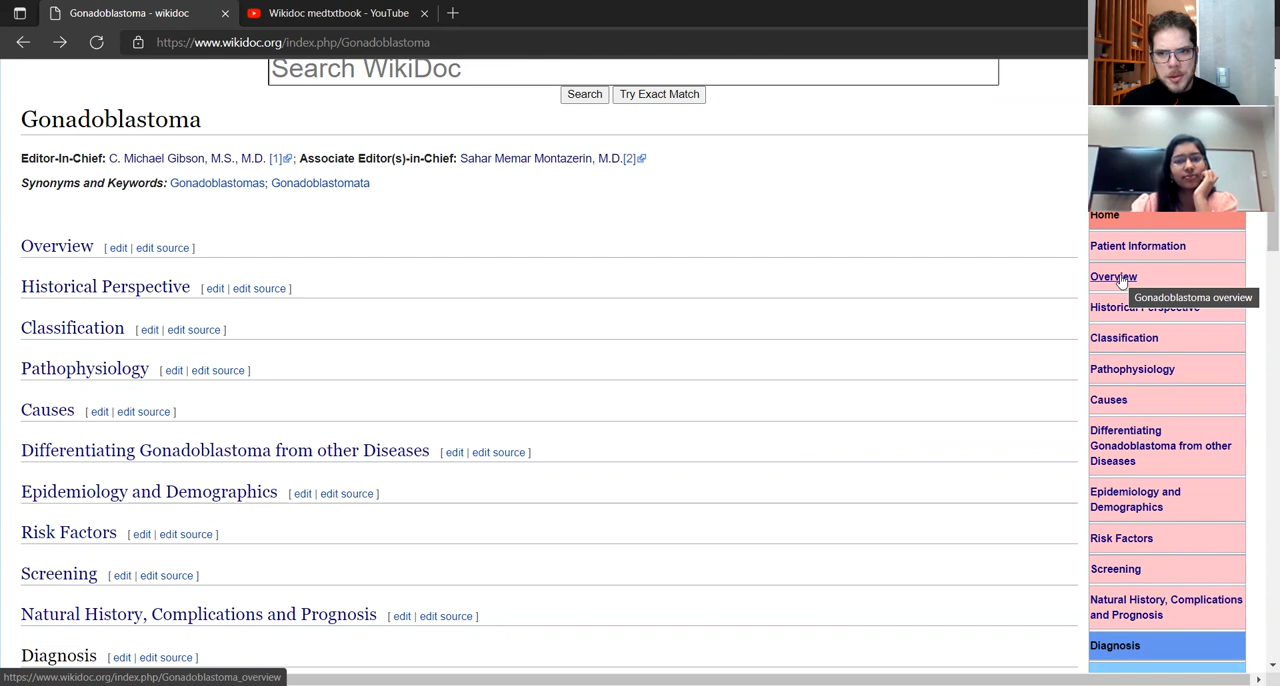 Gonadoblastoma - wikidoc
Wikidoc medtxtbook - YouTube
https://www.wikidoc.org/index.php/Gonadoblastoma
Search WikiDoc
Search Try Exact Match
Gonadoblastoma
Editor-In-Chief: C. Michael Gibson, M.S., M.D. [1]; Associate Editor(s)-in-Chief: Sahar Memar Montazerin, M.D.[2]
Synonyms and Keywords: Gonadoblastomas; Gonadoblastomata
Overview [ edit | edit source ]
Historical Perspective [ edit | edit source ]
Classification [ edit | edit source ]
Pathophysiology [ edit | edit source ]
Causes [ edit | edit source ]
Differentiating Gonadoblastoma from other Diseases [ edit | edit source ]
Epidemiology and Demographics [ edit | edit source ]
Risk Factors [ edit | edit source ]
Screening [ edit | edit source ]
Natural History, Complications and Prognosis [ edit | edit source ]
Diagnosis [ edit | edit source ]
https://www.wikidoc.org/index.php/Gonadoblastoma_overview
Home
Patient Information
Overview
Gonadoblastoma overview
Historical Perspective
Classification
Pathophysiology
Causes
Differentiating
Gonadoblastoma from other
Diseases
Epidemiology and
Demographics
Risk Factors
Screening
Natural History, Complications
and Prognosis
Diagnosis